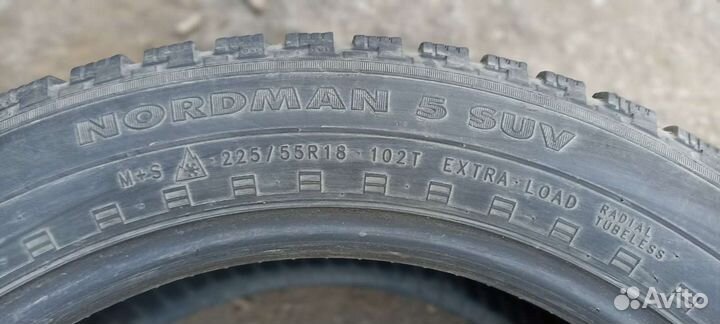 NORDMAN 5 SUV
M+S 225/55R18 102T EXTRA LOAD
RADIAL
TUBELESS
Avito